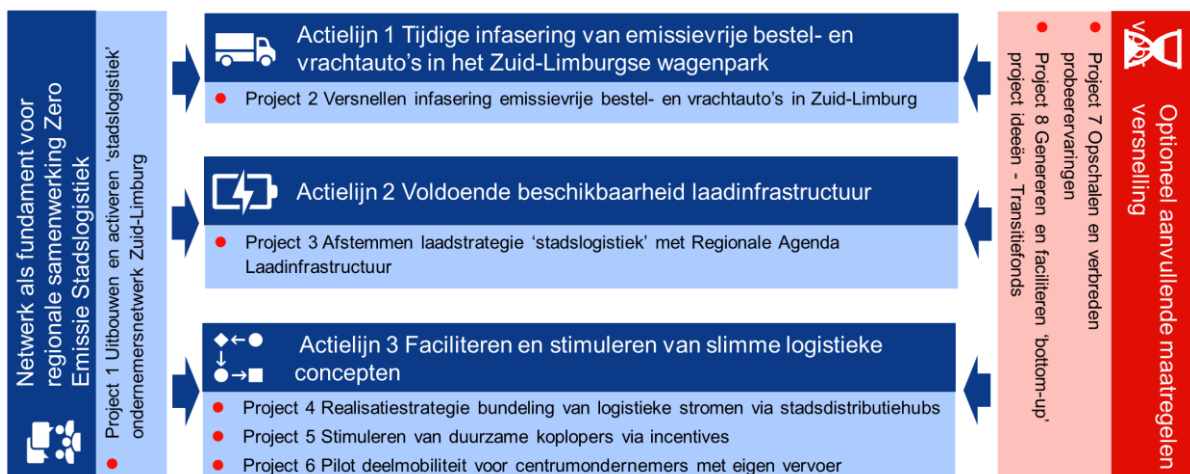 Netwerk als fundament voor
regionale samenwerking Zero
Emissie Stadslogistiek
Project 1 Uitbouwen en activeren 'stadslogistiek'
ondernemersnetwerk Zuid-Limburg
Actielijn 1 Tijdige infasering van emissievrije bestel- en
vrachtauto's in het Zuid-Limburgse wagenpark
Project 2 Versnellen infasering emissievrije bestel- en vrachtauto's in Zuid-Limburg
Actielijn 2 Voldoende beschikbaarheid laadinfrastructuur
Project 3 Afstemmen laadstrategie 'stadslogistiek' met Regionale Agenda
Laadinfrastructuur
Actielijn 3 Faciliteren en stimuleren van slimme logistieke
concepten
Project 4 Realisatiestrategie bundeling van logistieke stromen via stadsdistributiehubs
Project 5 Stimuleren van duurzame koplopers via incentives
Project 6 Pilot deelmobiliteit voor centrumondernemers met eigen vervoer
Optioneel aanvullende maatregelen
voor versnelling
Project 7 Opschalen en verbreden
probeerervaringen
Project 8 Genereren en faciliteren 'bottom-up'
project ideeën - Transitiefonds